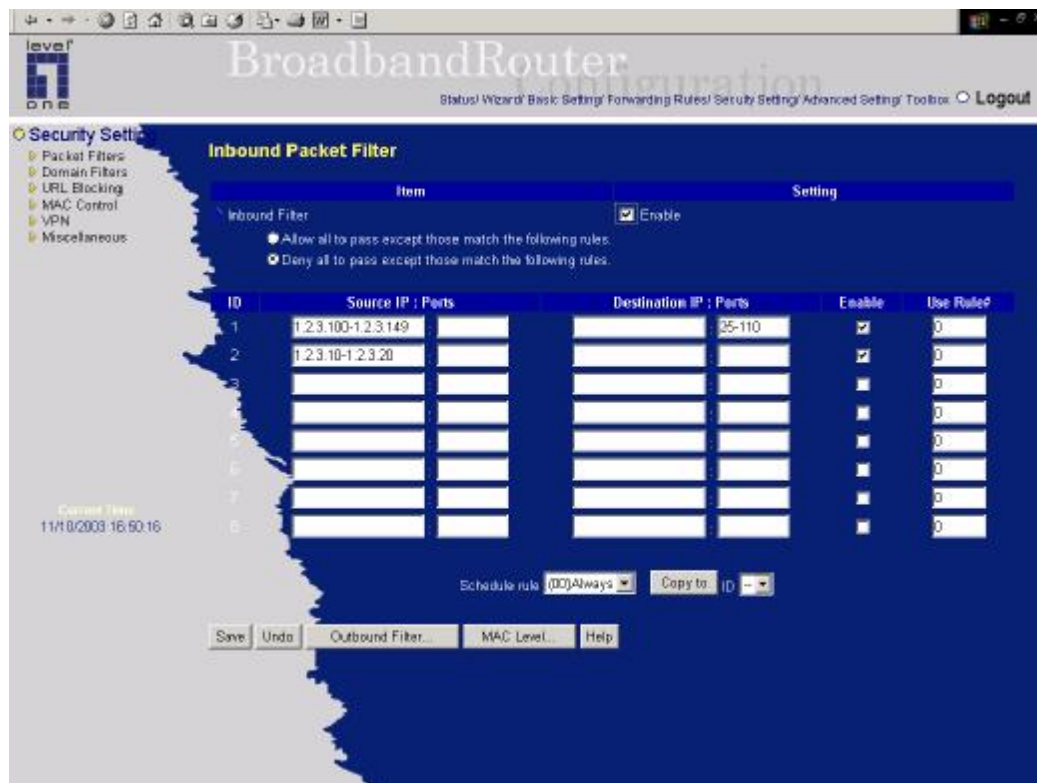 level
one
BroadbandRouter
Configuration
Status/ Wizard/ Basic Setting/ Forwarding Rules/ Security Setting/ Advanced Setting/ Toolbox Logout
Security Setting
Packet Filters
Domain Filters
URL Blocking
MAC Control
VPN
Miscellaneous
Current Time
11/10/2003 16:50:16
Inbound Packet Filter
Item Setting
Inbound Filter Enable
Allow all to pass except those match the following rules.
Deny all to pass except those match the following rules.
ID Source IP : Ports Destination IP : Ports Enable Use Rule#
1 1.2.3.100-1.2.3.149 : : 25-110 0
2 1.2.3.10-1.2.3.20 : : 0
3 : : 0
4 : : 0
5 : : 0
6 : : 0
7 : : 0
8 : : 0
Schedule rule (00)Always Copy to ID --
Save Undo Outbound Filter... MAC Level... Help